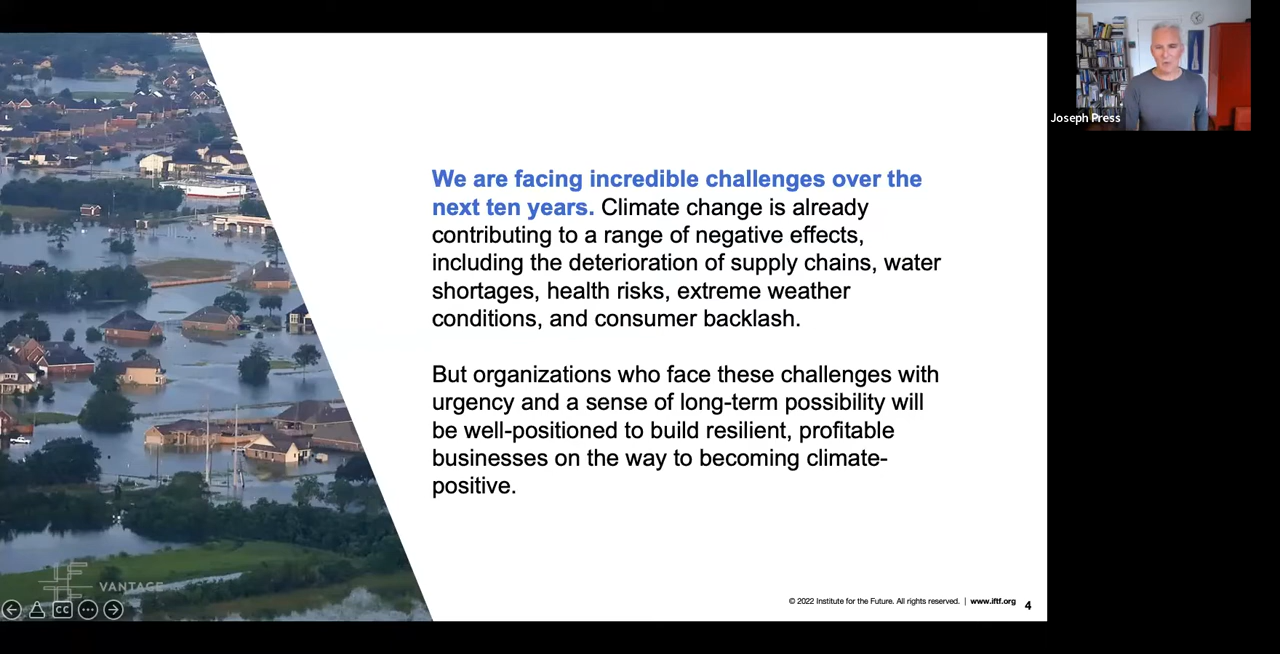 We are facing incredible challenges over the
next ten years. Climate change is already
contributing to a range of negative effects,
including the deterioration of supply chains, water
shortages, health risks, extreme weather
conditions, and consumer backlash.
But organizations who face these challenges with
urgency and a sense of long-term possibility will
be well-positioned to build resilient, profitable
businesses on the way to becoming climate-
positive.
Joseph Press
VANTAGE
CC
© 2022 Institute for the Future. All rights reserved. | www.iftf.org 4